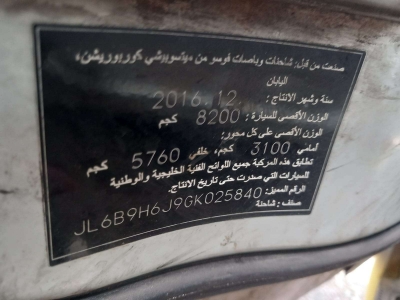 صنعت من قبل: شاحنات وباصات فوسو من ميتسوبيشي كوربوريشن،
اليابان
سنة وشهر الانتاج : 2016.12
الوزن الأقصى للسيارة : 8200 كجم
الوزن الأقصى على كل محور:
أمامي 3100 كجم، خلفي 5760 كجم
تطابق هذه المركبة جميع اللوائح الفنية الخليجية والوطنية
للسيارات التي صدرت حتى تاريخ الانتاج.
الرقم المميز: JL6B9H6J9GK025840
صنف : شاحنة